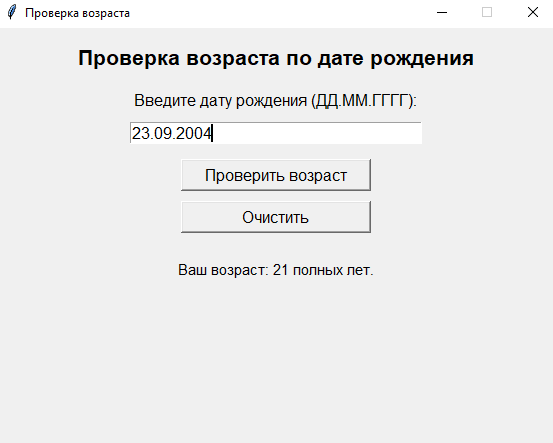 Проверка возраста
Проверка возраста по дате рождения
Введите дату рождения (ДД.ММ.ГГГГ):
23.09.2004
Проверить возраст
Очистить
Ваш возраст: 21 полных лет.